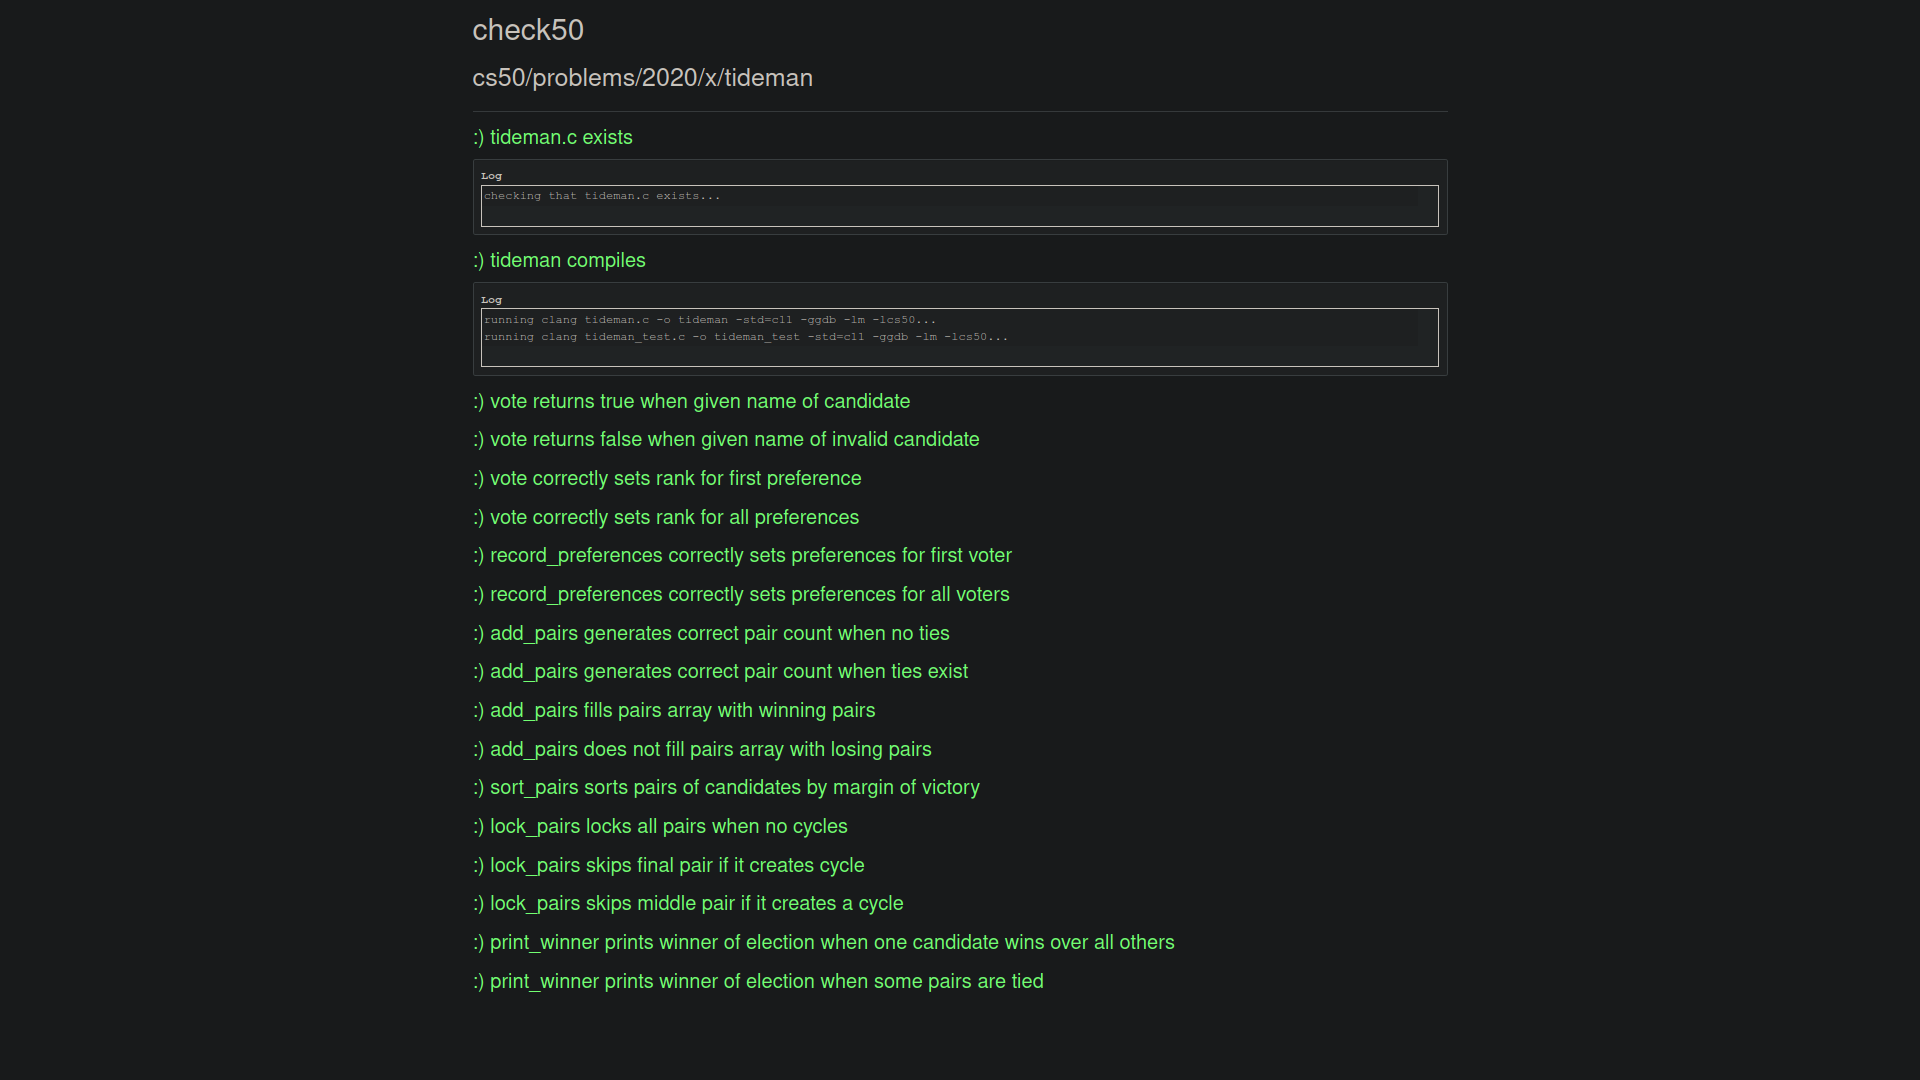 check50
cs50/problems/2020/x/tideman
:) tideman.c exists
Log
checking that tideman.c exists...
:) tideman compiles
Log
running clang tideman.c -o tideman -std=c11 -ggdb -lm -lcs50...
running clang tideman_test.c -o tideman_test -std=c11 -ggdb -lm -lcs50...
:) vote returns true when given name of candidate
:) vote returns false when given name of invalid candidate
:) vote correctly sets rank for first preference
:) vote correctly sets rank for all preferences
:) record_preferences correctly sets preferences for first voter
:) record_preferences correctly sets preferences for all voters
:) add_pairs generates correct pair count when no ties
:) add_pairs generates correct pair count when ties exist
:) add_pairs fills pairs array with winning pairs
:) add_pairs does not fill pairs array with losing pairs
:) sort_pairs sorts pairs of candidates by margin of victory
:) lock_pairs locks all pairs when no cycles
:) lock_pairs skips final pair if it creates cycle
:) lock_pairs skips middle pair if it creates a cycle
:) print_winner prints winner of election when one candidate wins over all others
:) print_winner prints winner of election when some pairs are tied